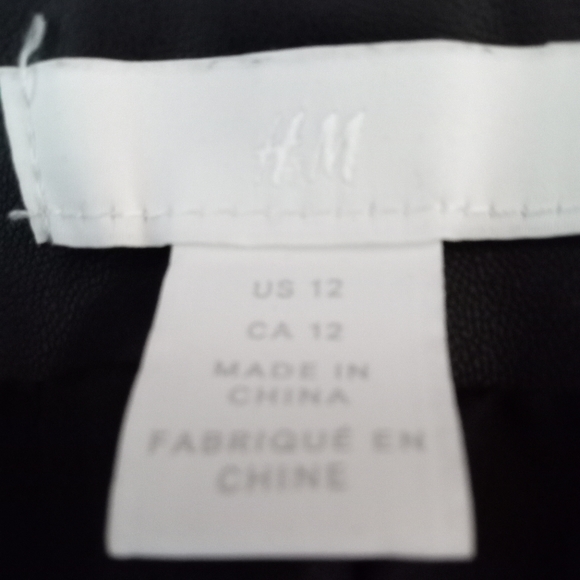 H&M
US 12
CA 12
MADE IN
CHINA
FABRIQUÉ EN
CHINE